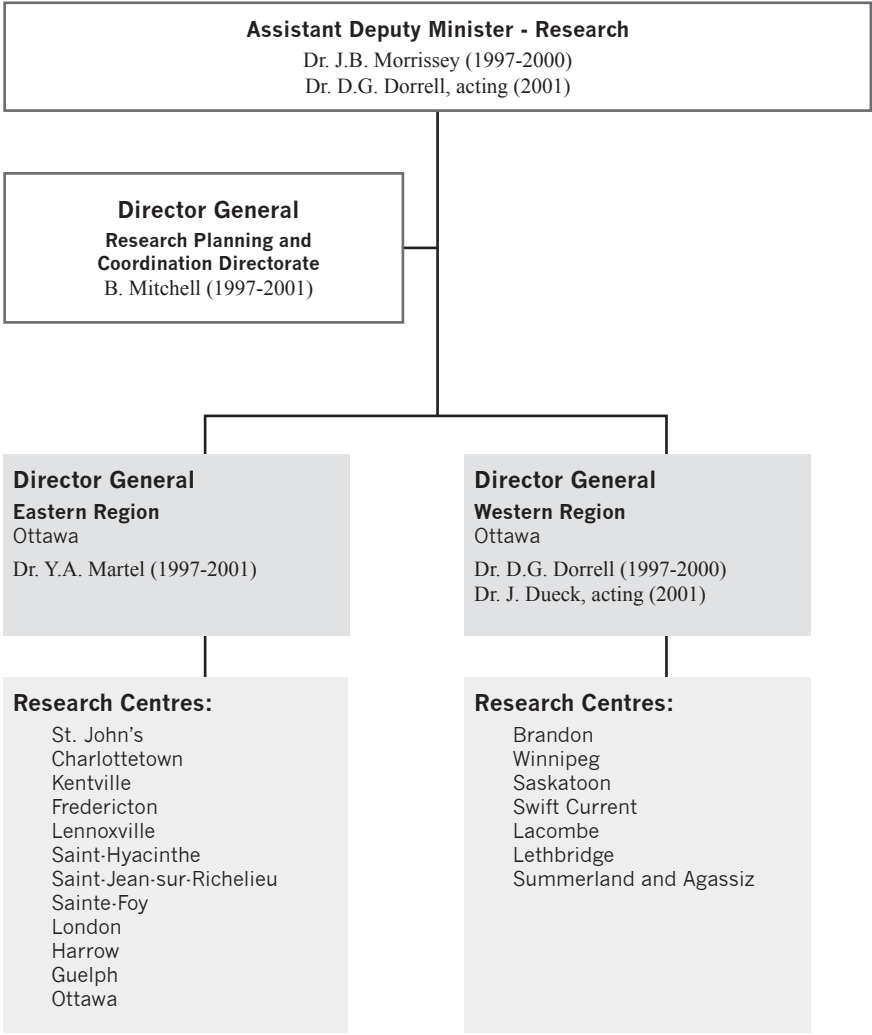 Assistant Deputy Minister - Research
Dr. J.B. Morrissey (1997-2000)
Dr. D.G. Dorrell, acting (2001)
Director General
Research Planning and
Coordination Directorate
B. Mitchell (1997-2001)
Director General
Eastern Region
Ottawa
Dr. Y.A. Martel (1997-2001)
Director General
Western Region
Ottawa
Dr. D.G. Dorrell (1997-2000)
Dr. J. Dueck, acting (2001)
Research Centres:
St. John’s
Charlottetown
Kentville
Fredericton
Lennoxville
Saint-Hyacinthe
Saint-Jean-sur-Richelieu
Sainte-Foy
London
Harrow
Guelph
Ottawa
Research Centres:
Brandon
Winnipeg
Saskatoon
Swift Current
Lacombe
Lethbridge
Summerland and Agassiz